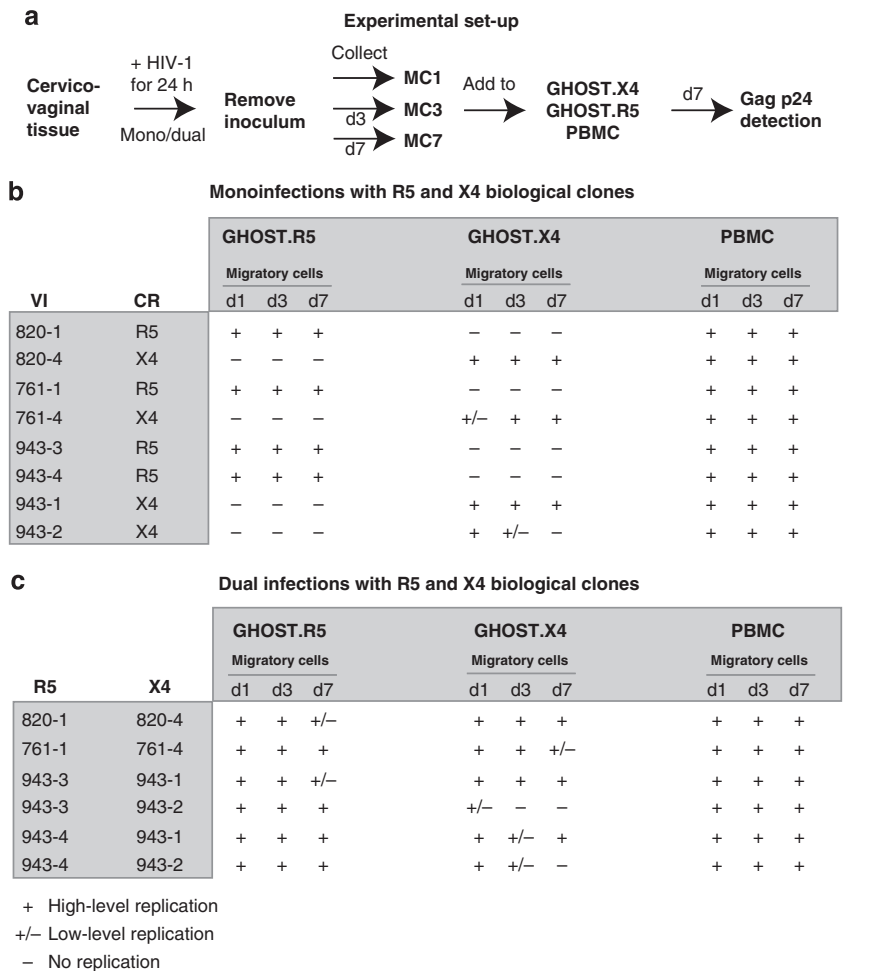 a
Experimental set-up
Cervico-
vaginal
tissue
+ HIV-1
for 24 h
Mono/dual
Remove
inoculum
Collect
d3
d7
MC1
MC3
MC7
Add to
GHOST.X4
GHOST.R5
PBMC
d7
Gag p24
detection
b
Monoinfections with R5 and X4 biological clones
GHOST.R5 GHOST.X4 PBMC
Migratory cells Migratory cells Migratory cells
VI CR d1 d3 d7 d1 d3 d7 d1 d3 d7
820-1 R5 + + + – – – + + +
820-4 X4 – – – + + + + + +
761-1 R5 + + + – – – + + +
761-4 X4 – – – +/– + + + + +
943-3 R5 + + + – – – + + +
943-4 R5 + + + – – – + + +
943-1 X4 – – – + + + + + +
943-2 X4 – – – + +/– – + + +
c
Dual infections with R5 and X4 biological clones
GHOST.R5 GHOST.X4 PBMC
Migratory cells Migratory cells Migratory cells
R5 X4 d1 d3 d7 d1 d3 d7 d1 d3 d7
820-1 820-4 + + +/– + + + + + +
761-1 761-4 + + + + + +/– + + +
943-3 943-1 + + +/– + + + + + +
943-3 943-2 + + + +/– – – + + +
943-4 943-1 + + + + +/– + + + +
943-4 943-2 + + + + +/– – + + +
+ High-level replication
+/– Low-level replication
– No replication